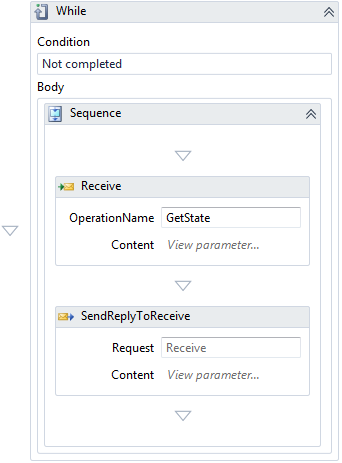 While
Condition
Not completed
Body
Sequence
Receive
OperationName GetState
Content View parameter...
SendReplyToReceive
Request Receive
Content View parameter...